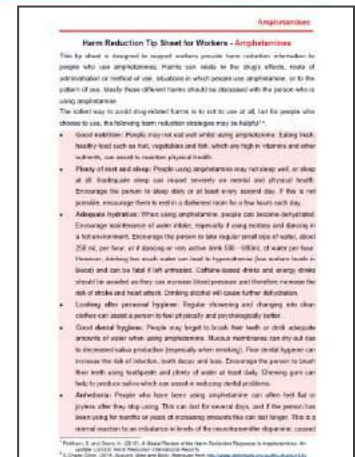 Amphetamines
Harm Reduction Tip Sheet for Workers - Amphetamines
This tip sheet is designed to support workers provide harm reduction information to
people who use amphetamines. Harms can relate to the drug's effects, route of
administration or method of use, situations in which people use amphetamine, or to the
pattern of use. Ideally these different harms should be discussed with the person who is
using amphetamine.
The safest way to avoid drug-related harms is to not to use at all, but for people who
choose to use, the following harm reduction strategies may be helpful
• Good nutrition: People may not eat well whilst using amphetamine. Eating fresh,
healthy food such as fruit, vegetables and fish, which are high in vitamins and other
nutrients, can assist to maintain physical health.
• Plenty of rest and sleep: People using amphetamine may not sleep well, or sleep
at all. Inadequate sleep can impact severely on mental and physical health.
Encourage the person to sleep daily or at least every second day. If this is not
possible, encourage them to rest in a darkened room for a few hours each day.
• Adequate hydration: When using amphetamine, people can become dehydrated.
Encourage maintenance of water intake, especially if using ecstasy and dancing in
a hot environment. Encourage the person to take regular small sips of water, about
250 mL per hour, or if dancing or very active drink 500 - 600mL of water per hour.
However, drinking too much water can lead to hyponatremia (low sodium levels in
blood) and can be fatal if left untreated. Caffeine-based drinks and energy drinks
should be avoided as they can increase blood pressure and therefore increase the
risk of stroke and heart attack. Drinking alcohol will cause further dehydration.
• Looking after personal hygiene: Regular showering and changing into clean
clothes can assist a person to feel physically and psychologically better.
• Good dental hygiene: People may forget to brush their teeth or drink adequate
amounts of water when using amphetamine. Mucous membranes can dry out due
to decreased saliva production (especially when smoking). Poor dental hygiene can
increase the risk of infection, tooth decay and loss. Encourage the person to brush
their teeth using toothpaste and plenty of water at least daily. Chewing gum can
help to produce saliva which can assist in reducing dental problems.
• Anhedonia: People who have been using amphetamine can often feel flat or
joyless after they stop using. This can last for several days, and if the person has
been using for months or years at increasing amounts this can last longer. This is a
normal reaction to an imbalance in levels of the neurotransmitter dopamine, caused